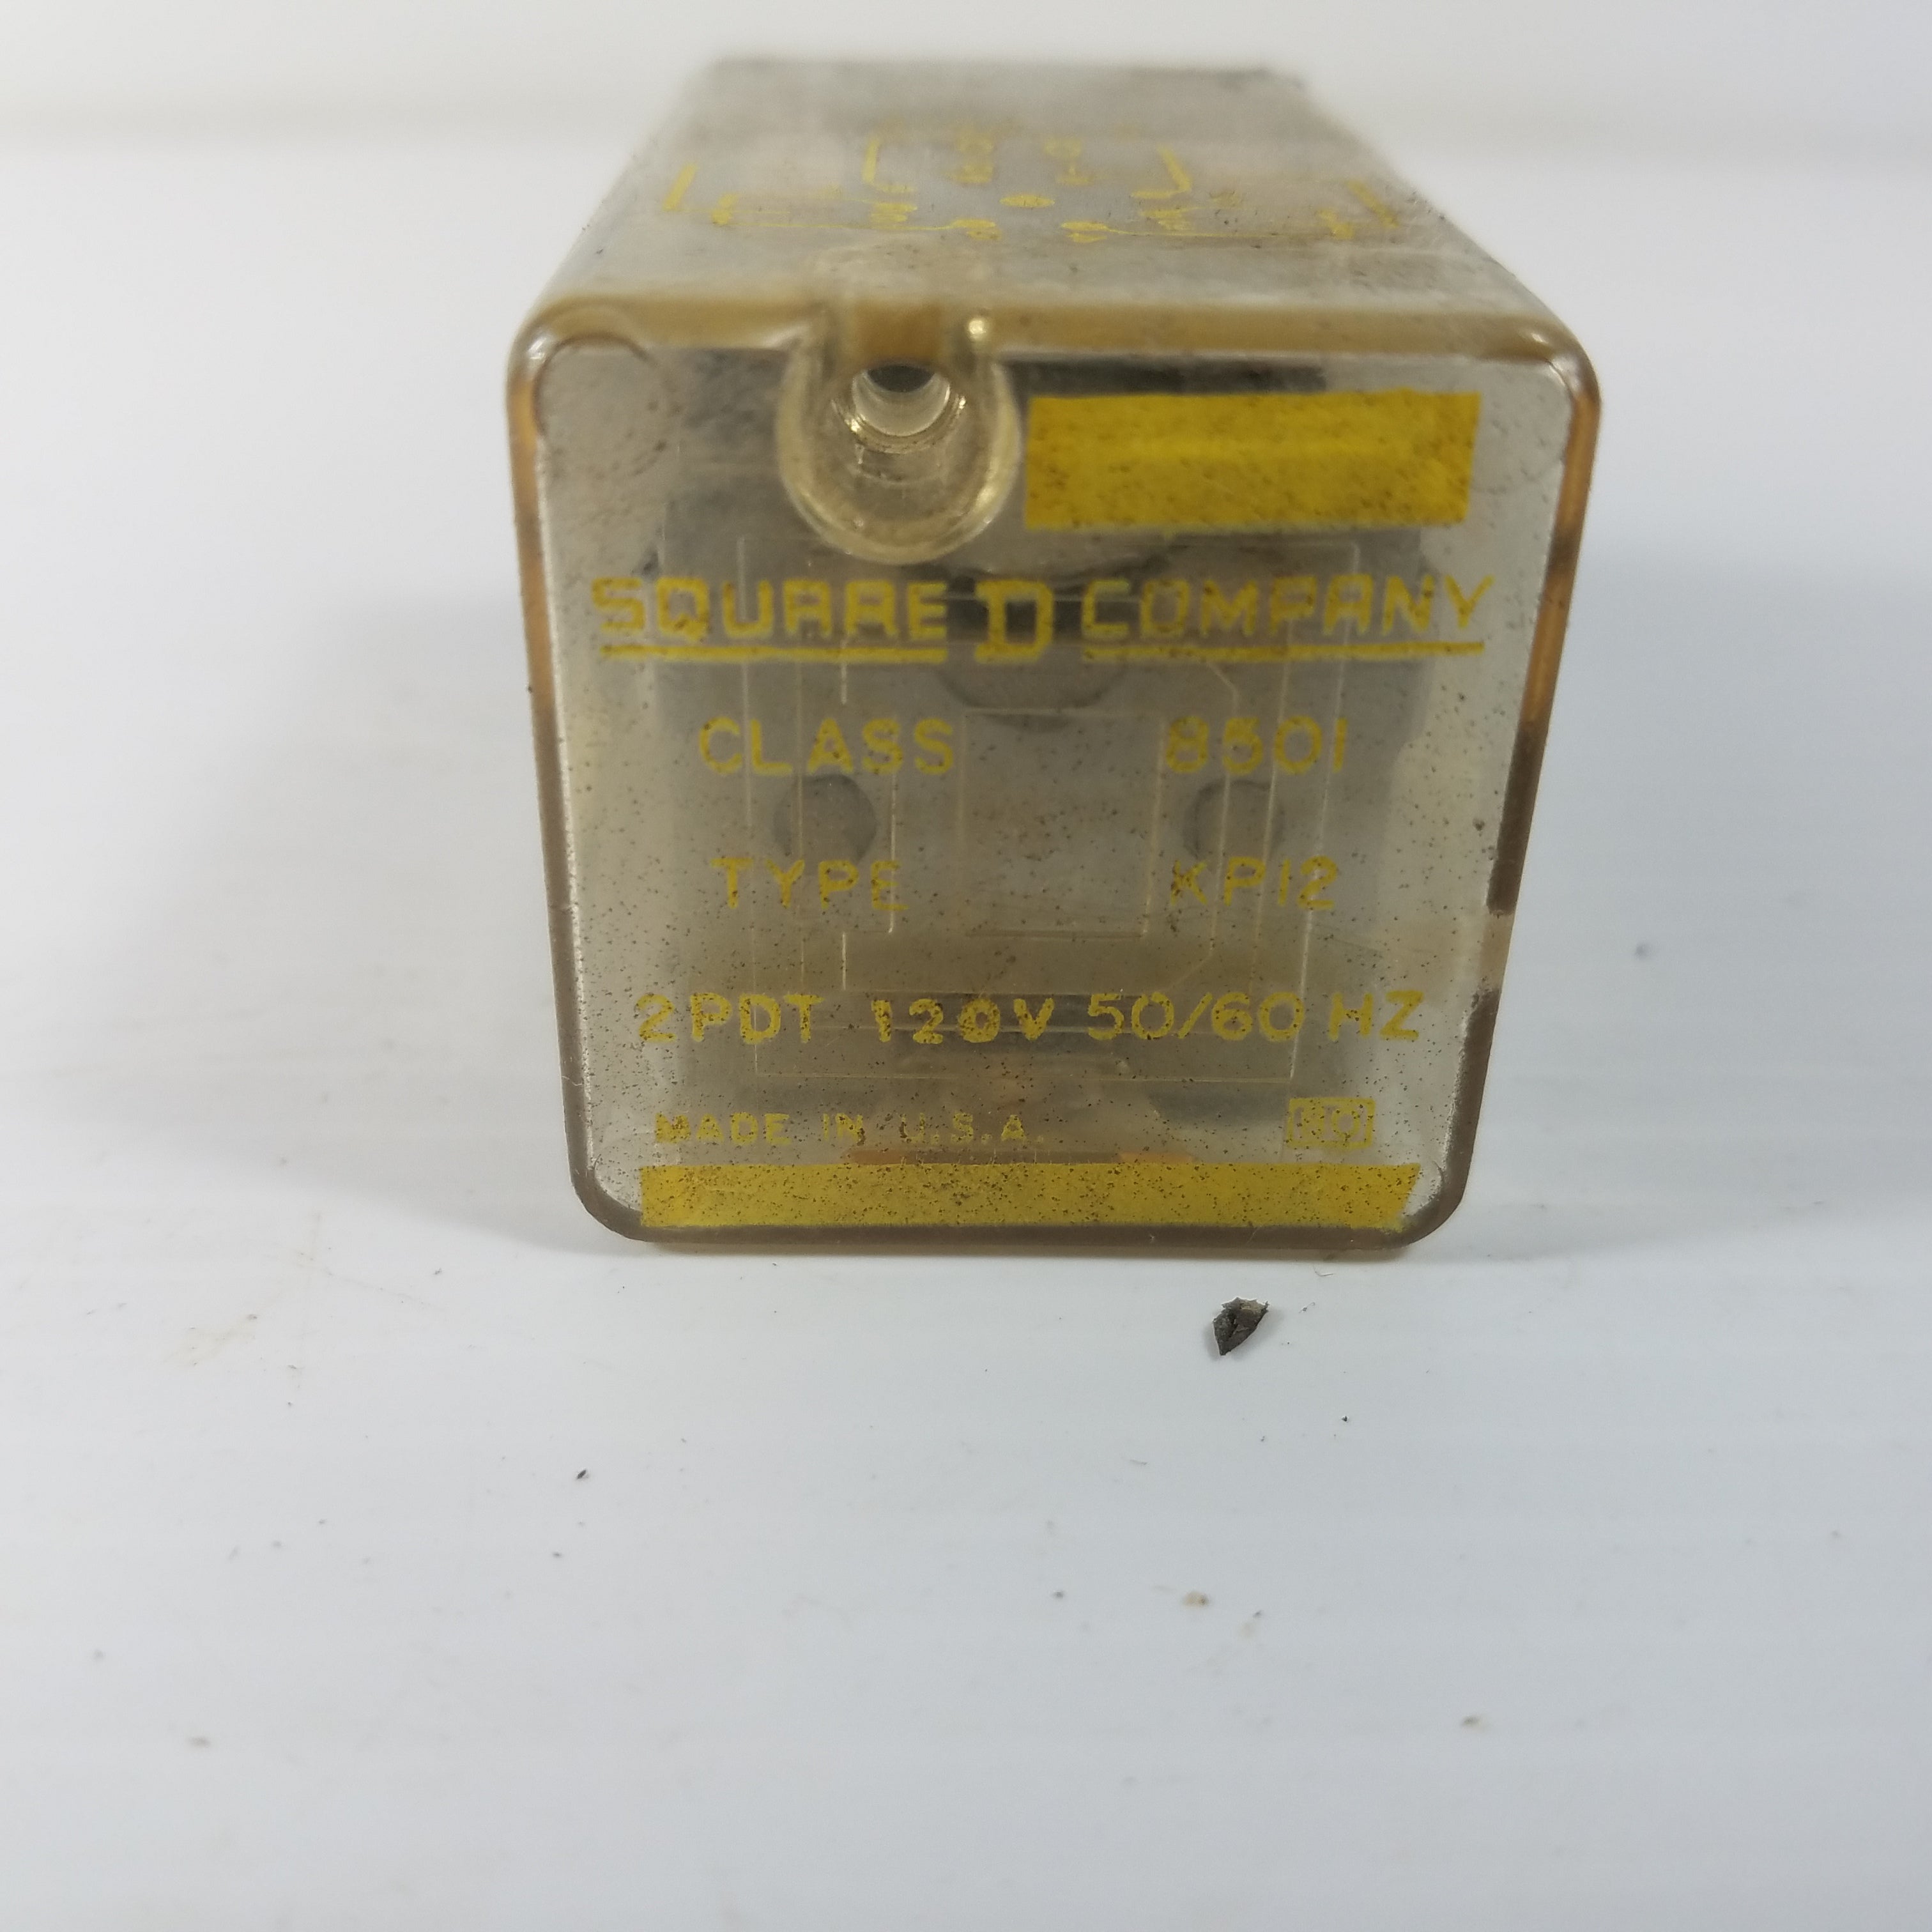 SQUARE D COMPANY
CLASS 8501
TYPE KP12
2PDT 120V 50/60 HZ
MADE IN U.S.A.